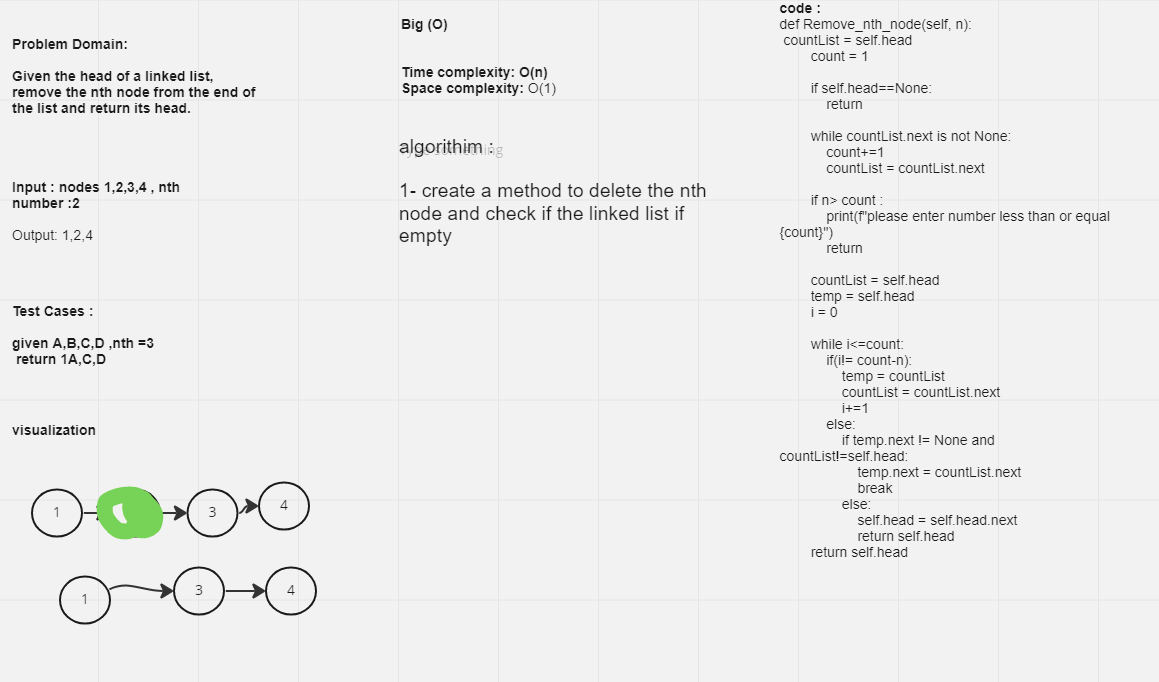 Problem Domain:
Given the head of a linked list,
remove the nth node from the end of
the list and return its head.
Input : nodes 1,2,3,4 , nth
number :2
Output: 1,2,4
Test Cases :
given A,B,C,D ,nth =3
return 1A,C,D
visualization
1
3
4
1
3
4
Big (O)
Time complexity: O(n)
Space complexity: O(1)
algorithim :
Type something
1- create a method to delete the nth
node and check if the linked list if
empty
code :
def Remove_nth_node(self, n):
countList = self.head
count = 1
if self.head==None:
return
while countList.next is not None:
count+=1
countList = countList.next
if n> count :
print(f"please enter number less than or equal
{count}")
return
countList = self.head
temp = self.head
i = 0
while i<=count:
if(i!= count-n):
temp = countList
countList = countList.next
i+=1
else:
if temp.next != None and
countList!=self.head:
temp.next = countList.next
break
else:
self.head = self.head.next
return self.head
return self.head